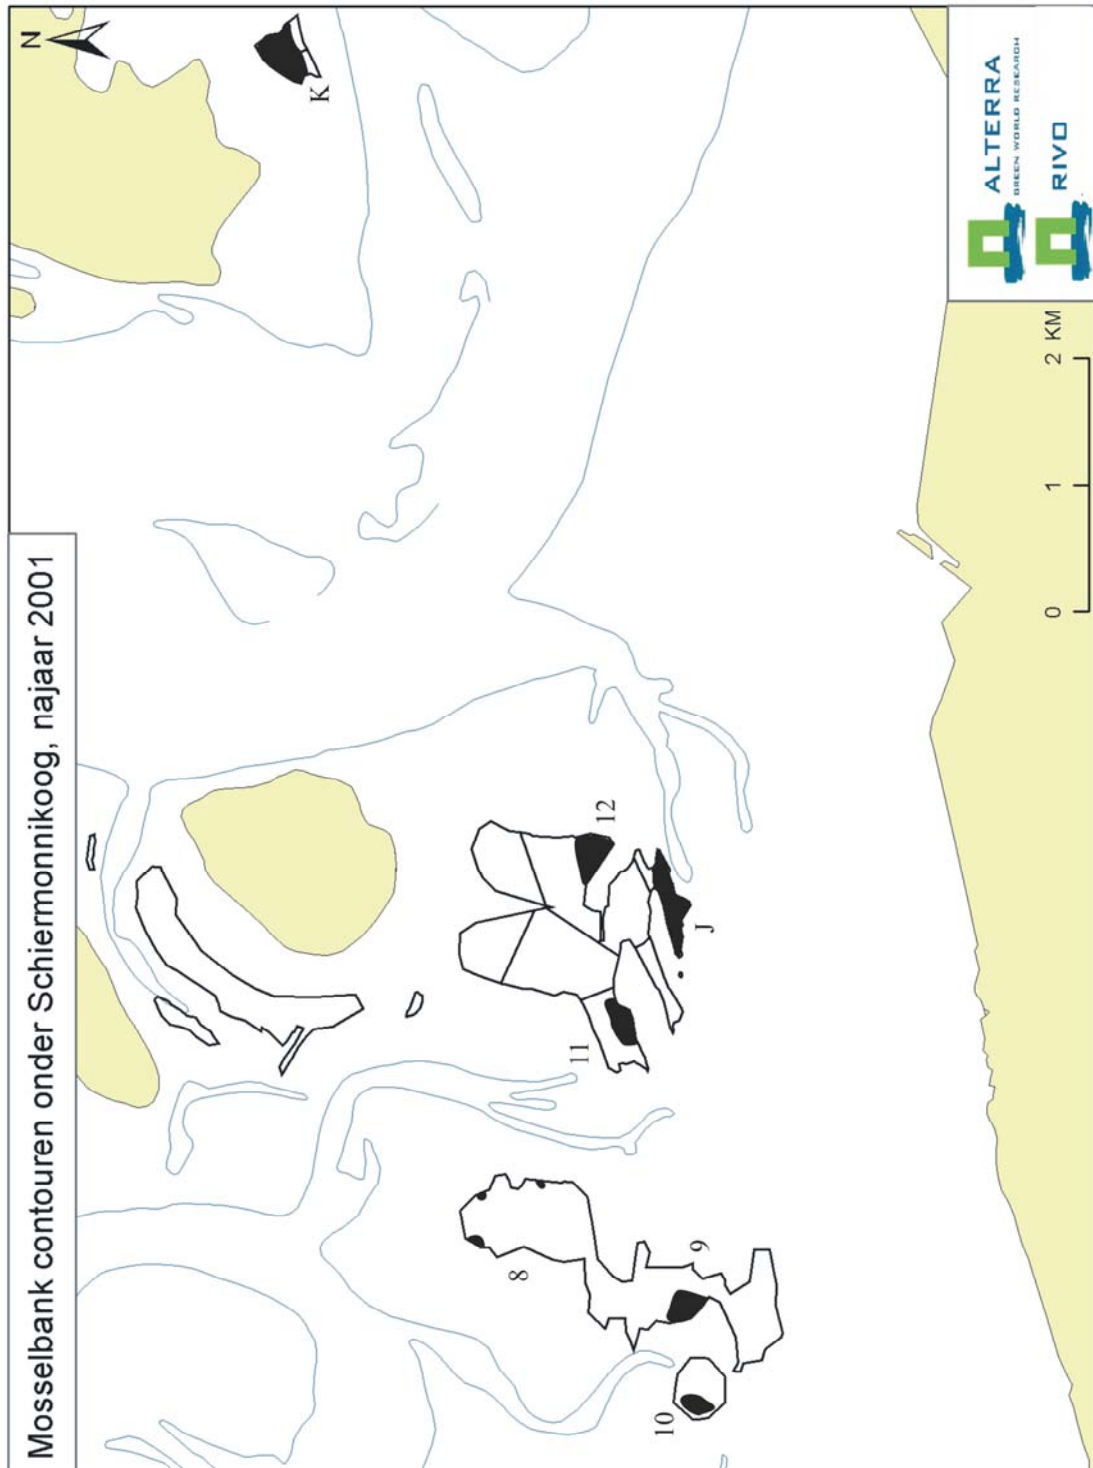 Mosselbank contouren onder Schiermonnikoog, najaar 2001
N
K
8
9
10
11
12
J
0 1 2 KM
ALTERRA
GREEN WORLD RESEARCH
RIVO